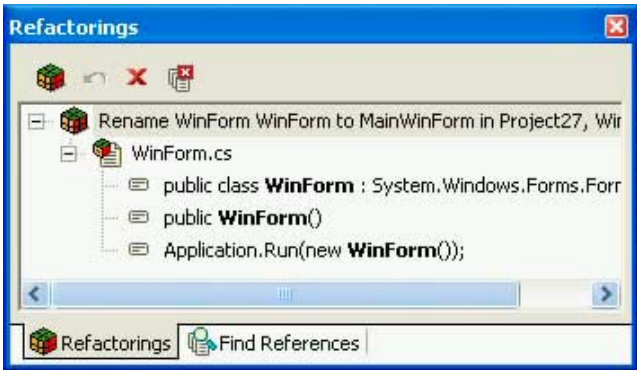 Refactorings
Rename WinForm WinForm to MainWinForm in Project27, Wir
WinForm.cs
public class WinForm : System.Windows.Forms.Forr
public WinForm()
Application.Run(new WinForm());
Refactorings Find References